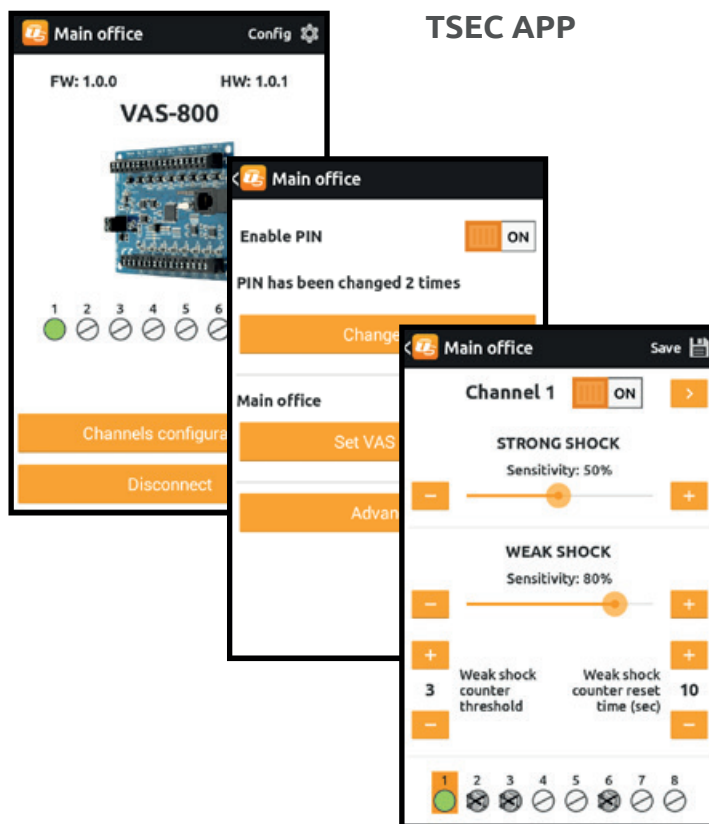 TSEC APP
Main office Config
FW: 1.0.0 HW: 1.0.1
VAS-800
1 2 3 4 5 6
Channels configura
Disconnect
Main office
Enable PIN ON
PIN has been changed 2 times
Change
Main office
Set VAS
Advan
Main office Save
Channel 1 ON >
STRONG SHOCK
Sensitivity: 50%
- +
WEAK SHOCK
Sensitivity: 80%
- +
+ +
Weak shock Weak shock
3 counter counter reset 10
threshold time (sec)
- -
1 2 3 4 5 6 7 8